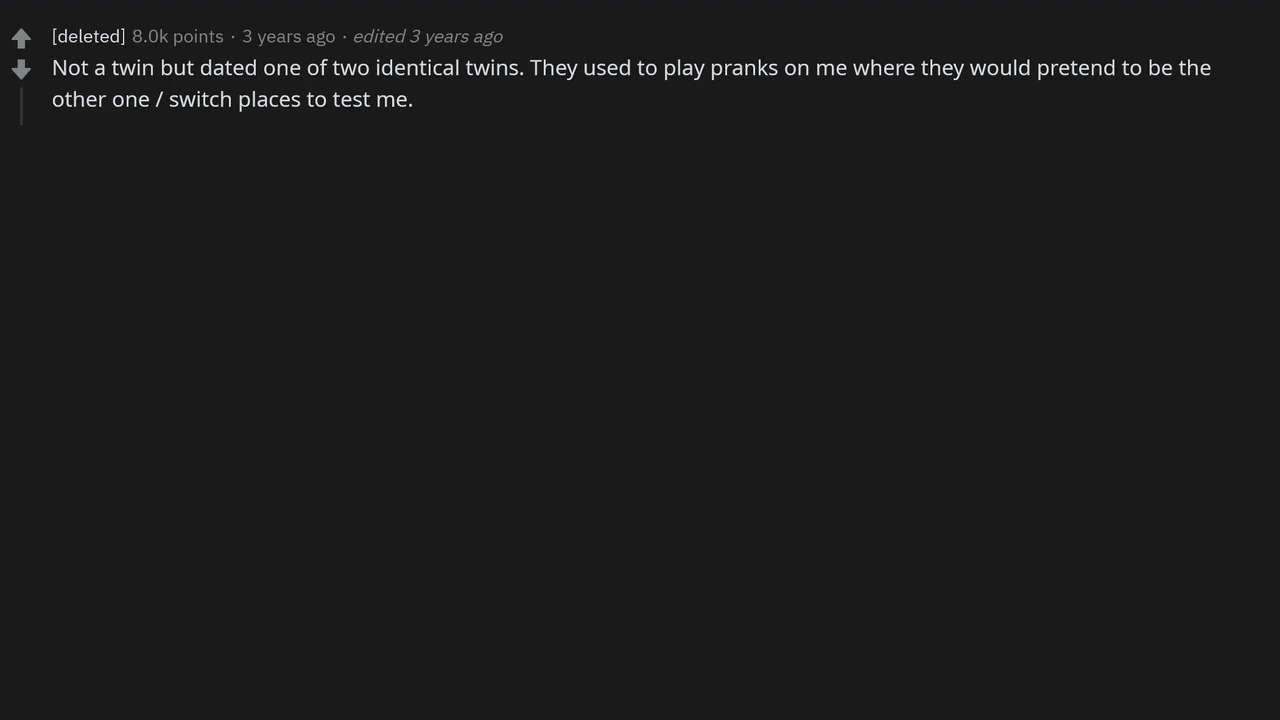 [deleted] 8.0k points · 3 years ago · edited 3 years ago
Not a twin but dated one of two identical twins. They used to play pranks on me where they would pretend to be the
other one / switch places to test me.